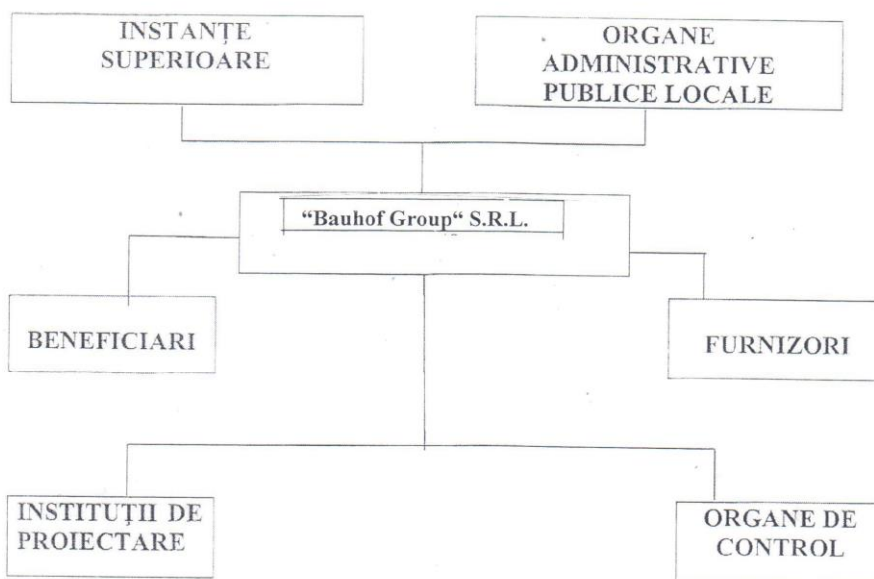 INSTANȚE
SUPERIOARE
ORGANE
ADMINISTRATIVE
PUBLICE LOCALE
“Bauhof Group“ S.R.L.
BENEFICIARI
FURNIZORI
INSTITUȚII DE
PROIECTARE
ORGANE DE
CONTROL